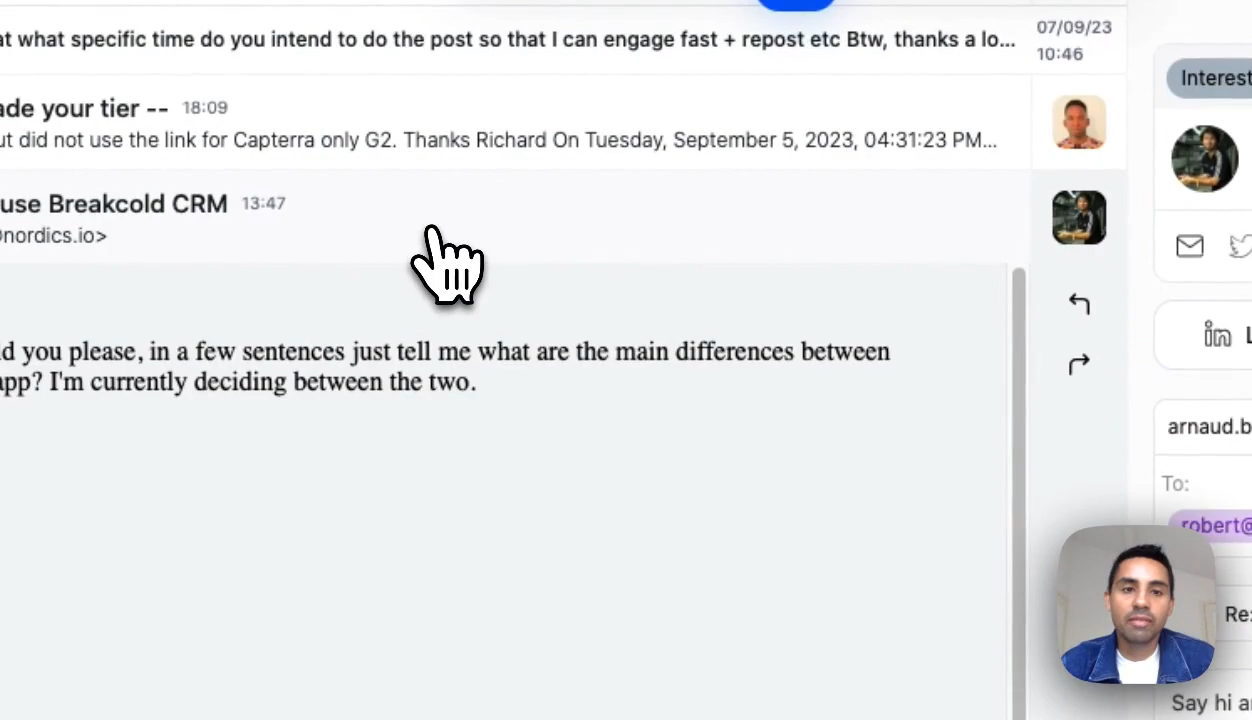 at what specific time do you intend to do the post so that I can engage fast + repost etc Btw, thanks a lo...
07/09/23
10:46
ade your tier -- 18:09
ut did not use the link for Capterra only G2. Thanks Richard On Tuesday, September 5, 2023, 04:31:23 PM...
use Breakcold CRM 13:47
@nordics.io>
ld you please, in a few sentences just tell me what are the main differences between
app? I'm currently deciding between the two.
Interest
in L
arnaud.b
To:
robert@
Re:
Say hi a